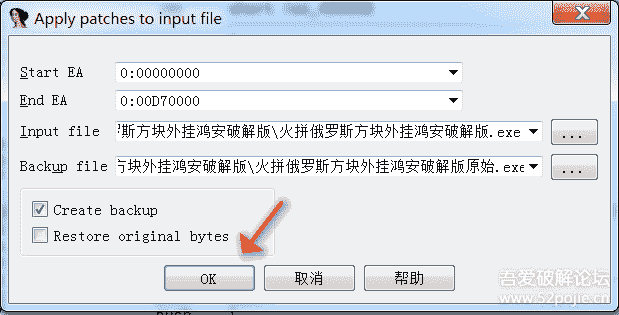 Apply patches to input file
Start EA 0:00000000
End EA 0:00D70000
Input file 罗斯方块外挂鸿安破解版\火拼俄罗斯方块外挂鸿安破解版.exe ...
Backup file 方块外挂鸿安破解版\火拼俄罗斯方块外挂鸿安破解版原始.exe ...
Create backup
Restore original bytes
OK 取消 帮助
吾爱破解论坛
www.52pojie.cn